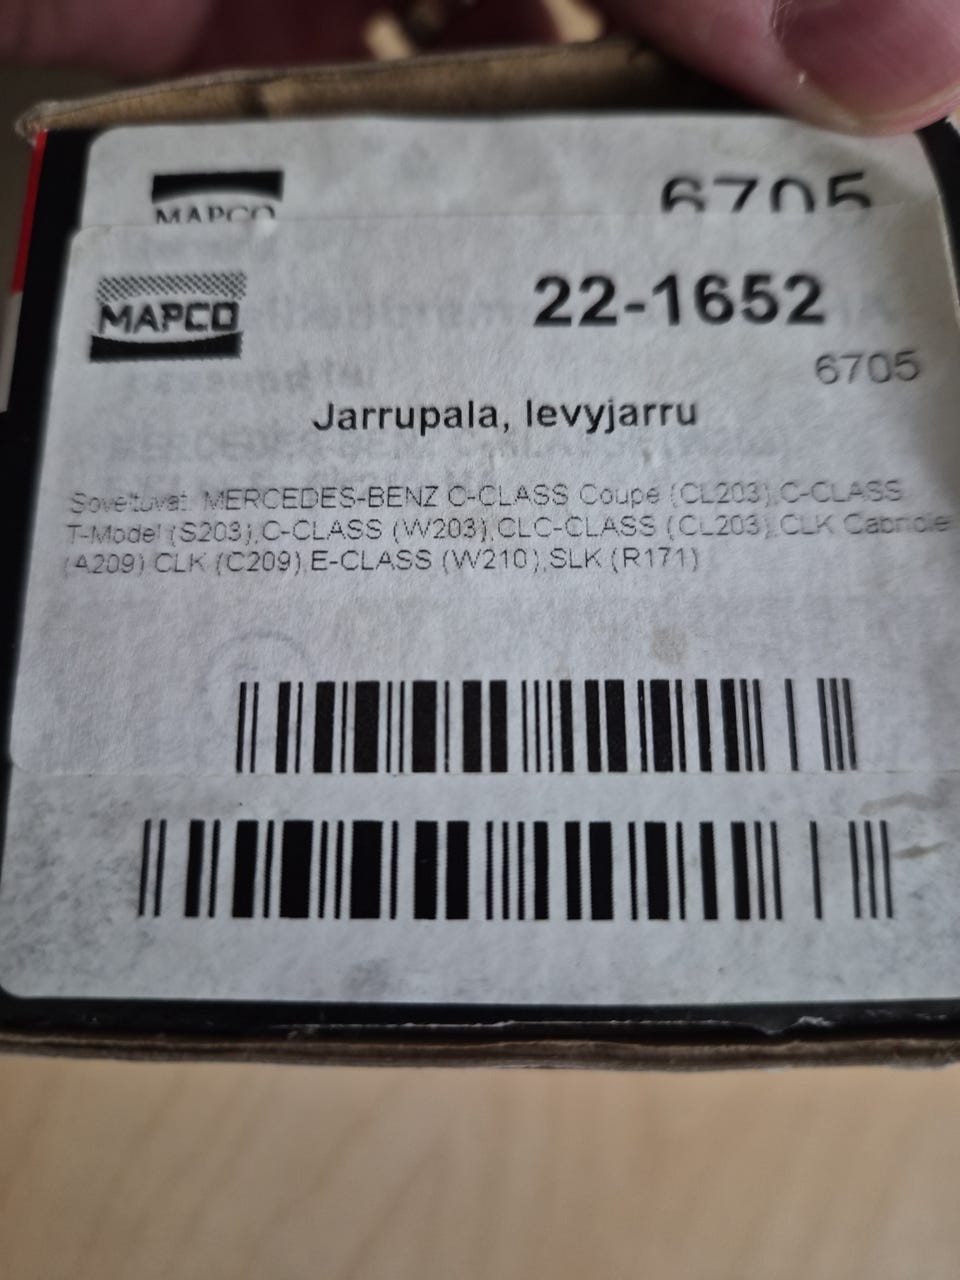 MAPCO
6705
MAPCO
22-1652
6705
Jarrupala, levyjarru
Soveltuvat: MERCEDES-BENZ C-CLASS Coupe (CL203),C-CLASS
T-Model (S203),C-CLASS (W203),CLC-CLASS (CL203),CLK Cabriolet
(A209) CLK (C209),E-CLASS (W210),SLK (R171)